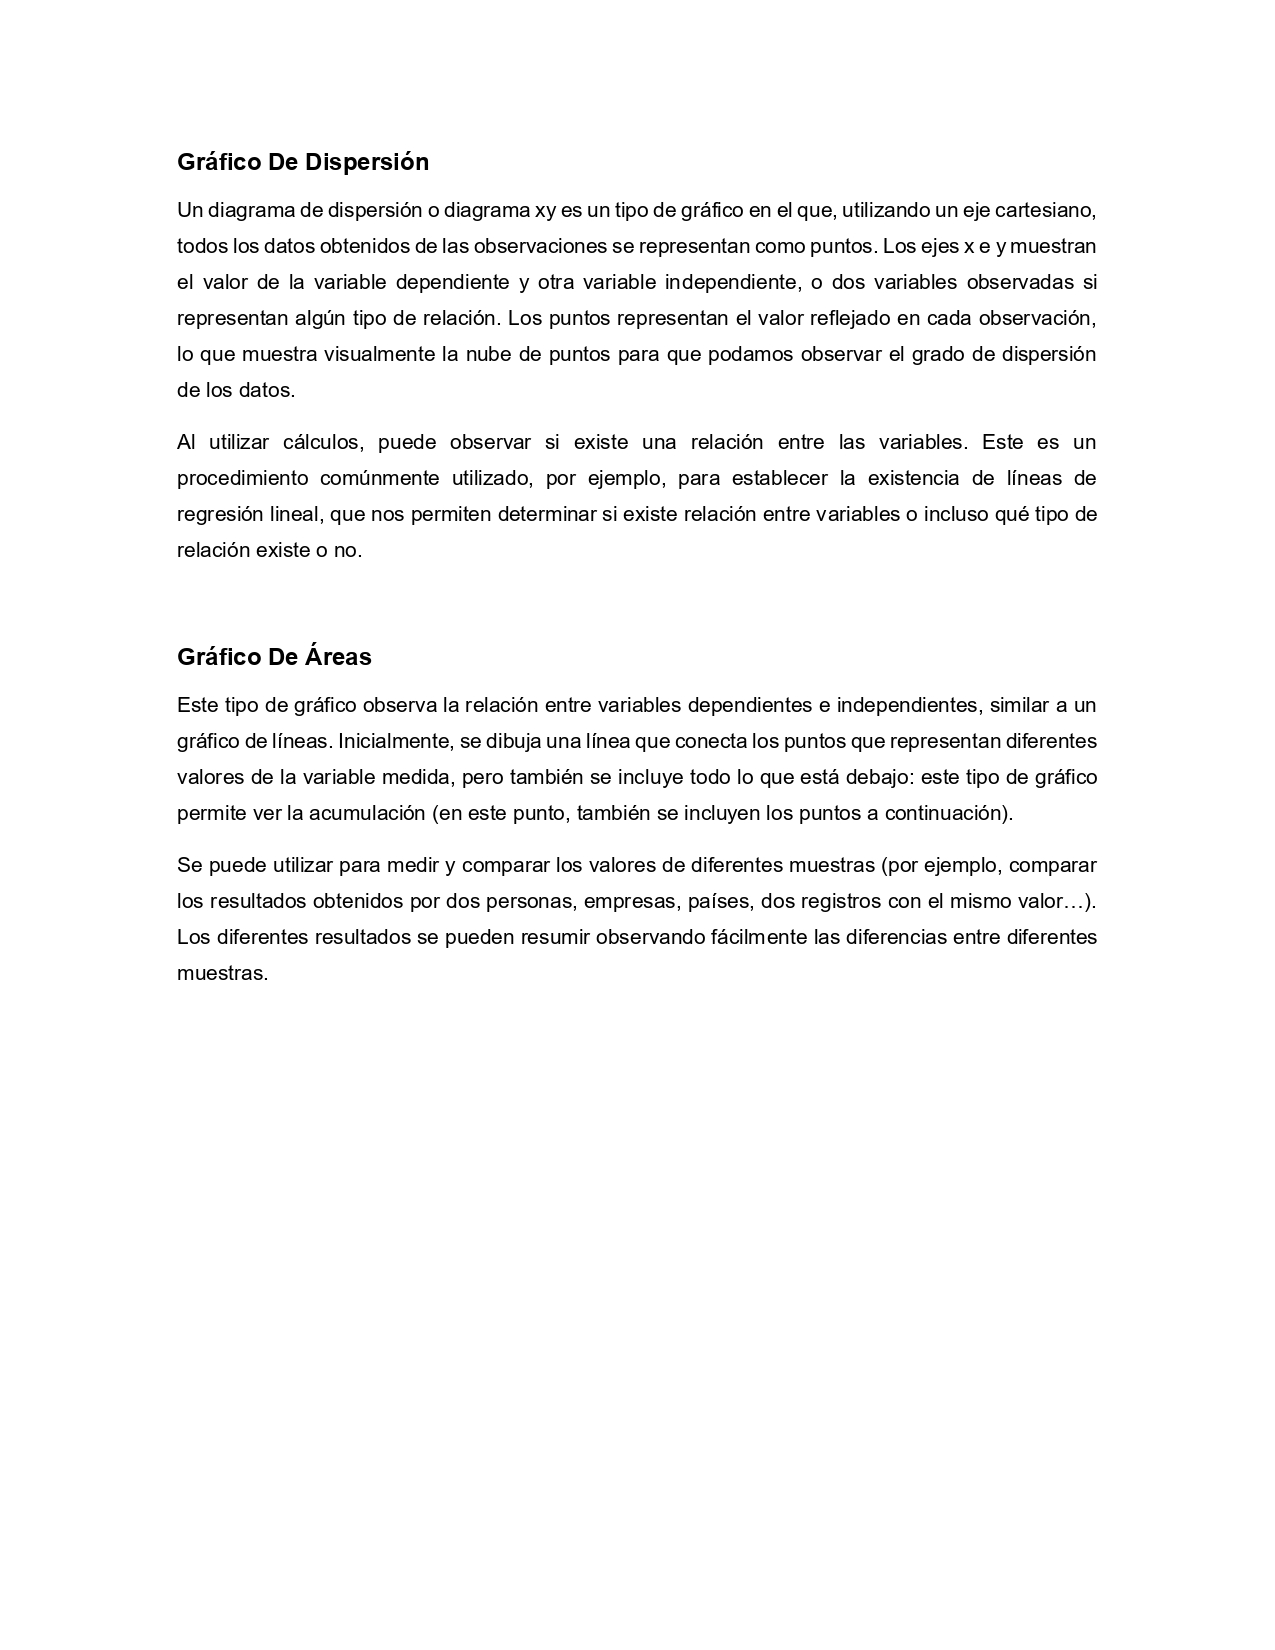 Gráfico De Dispersión
Un diagrama de dispersión o diagrama xy es un tipo de gráfico en el que, utilizando un eje cartesiano,
todos los datos obtenidos de las observaciones se representan como puntos. Los ejes x e y muestran
el valor de la variable dependiente y otra variable independiente, o dos variables observadas si
representan algún tipo de relación. Los puntos representan el valor reflejado en cada observación,
lo que muestra visualmente la nube de puntos para que podamos observar el grado de dispersión
de los datos.
Al utilizar cálculos, puede observar si existe una relación entre las variables. Este es un
procedimiento comúnmente utilizado, por ejemplo, para establecer la existencia de líneas de
regresión lineal, que nos permiten determinar si existe relación entre variables o incluso qué tipo de
relación existe o no.
Gráfico De Áreas
Este tipo de gráfico observa la relación entre variables dependientes e independientes, similar a un
gráfico de líneas. Inicialmente, se dibuja una línea que conecta los puntos que representan diferentes
valores de la variable medida, pero también se incluye todo lo que está debajo: este tipo de gráfico
permite ver la acumulación (en este punto, también se incluyen los puntos a continuación).
Se puede utilizar para medir y comparar los valores de diferentes muestras (por ejemplo, comparar
los resultados obtenidos por dos personas, empresas, países, dos registros con el mismo valor…).
Los diferentes resultados se pueden resumir observando fácilmente las diferencias entre diferentes
muestras.